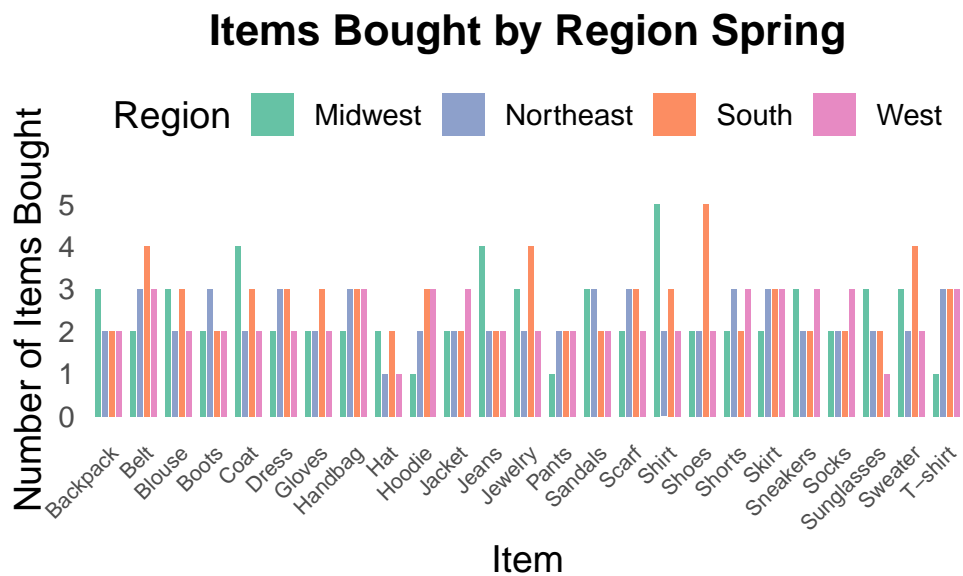 Items Bought by Region Spring
Region Midwest Northeast South West
Number of Items Bought
5
4
3
2
1
0
Backpack
Belt
Blouse
Boots
Coat
Dress
Gloves
Handbag
Hat
Hoodie
Jacket
Jeans
Jewelry
Pants
Sandals
Scarf
Shirt
Shoes
Shorts
Skirt
Sneakers
Socks
Sunglasses
Sweater
T−shirt
Item